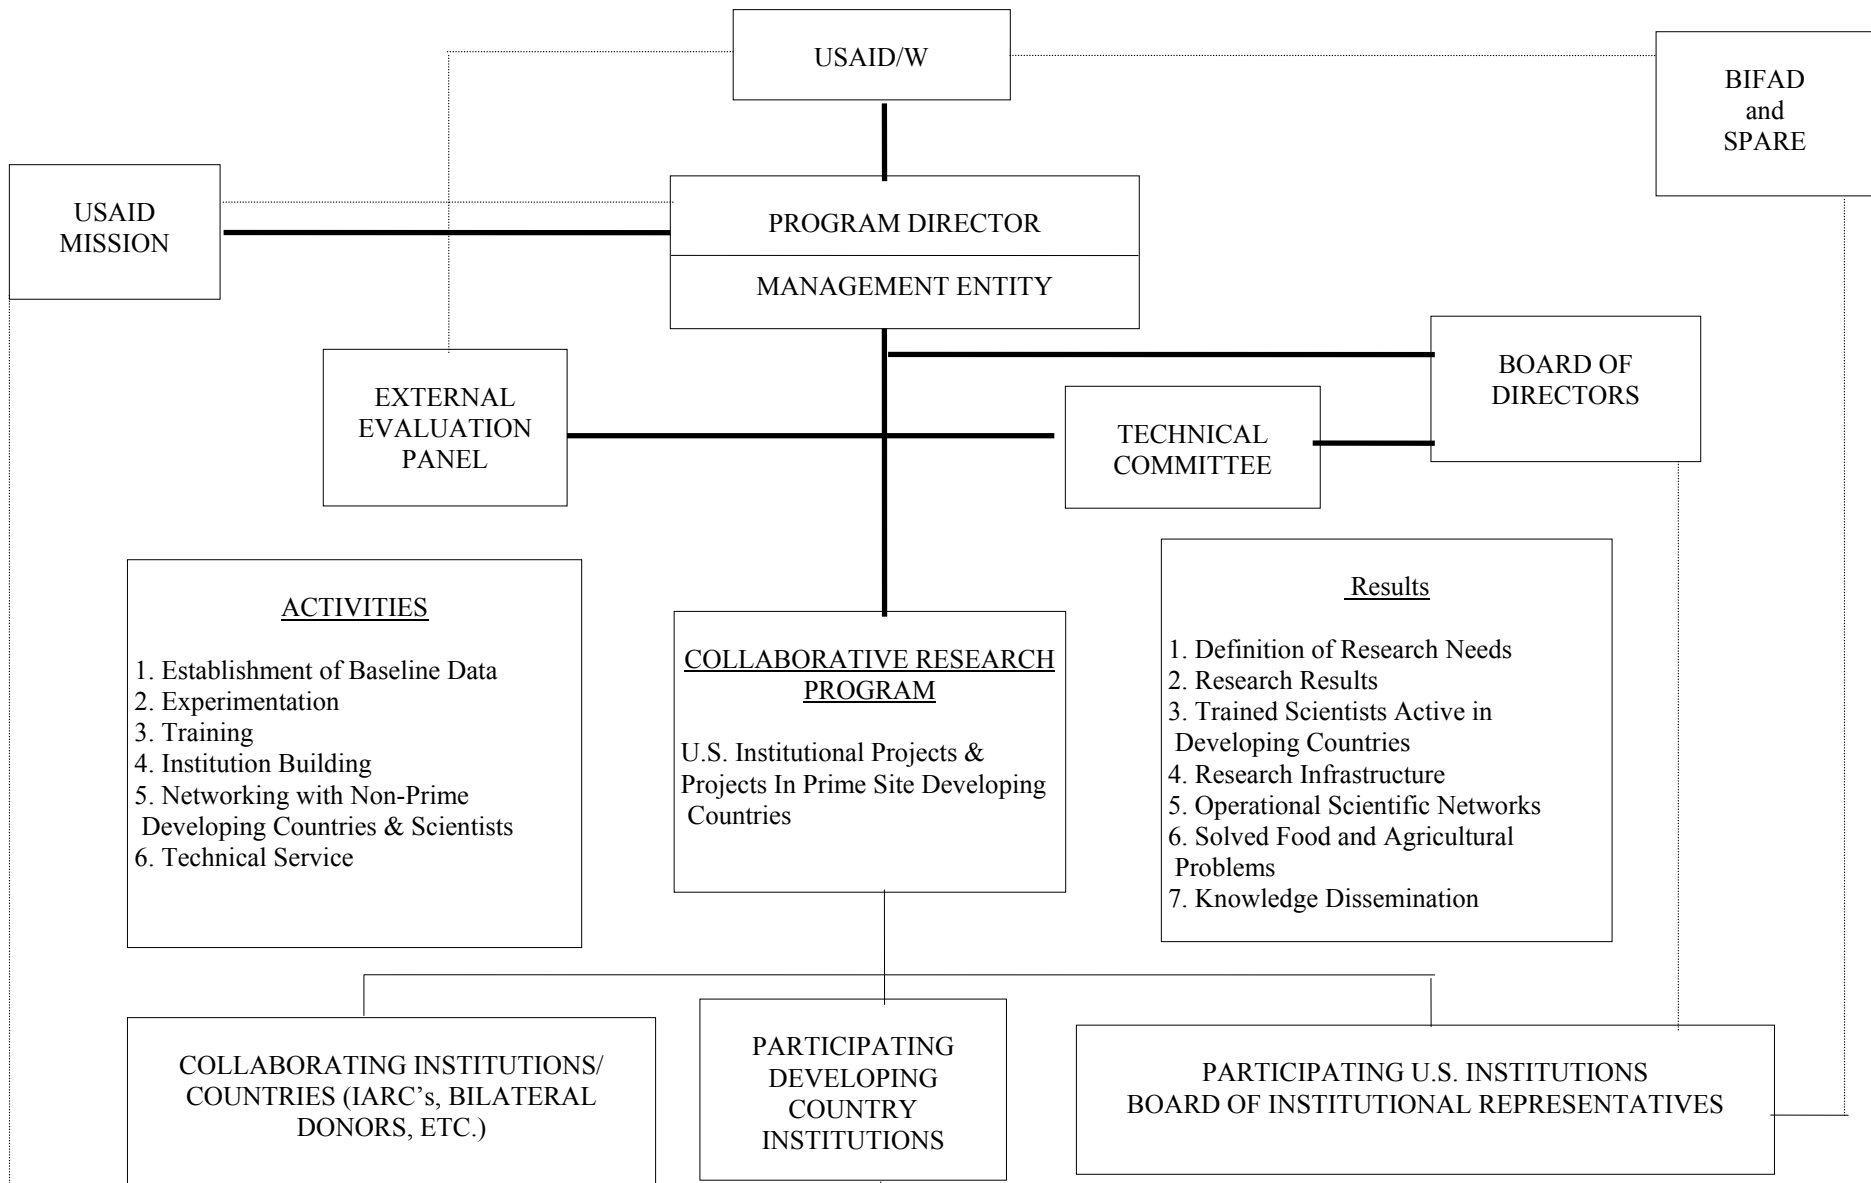 USAID/W
BIFAD
and
SPARE
USAID
MISSION
PROGRAM DIRECTOR
MANAGEMENT ENTITY
BOARD OF
DIRECTORS
EXTERNAL
EVALUATION
PANEL
TECHNICAL
COMMITTEE
ACTIVITIES
1. Establishment of Baseline Data
2. Experimentation
3. Training
4. Institution Building
5. Networking with Non-Prime
Developing Countries & Scientists
6. Technical Service
COLLABORATIVE RESEARCH
PROGRAM
U.S. Institutional Projects &
Projects In Prime Site Developing
Countries
Results
1. Definition of Research Needs
2. Research Results
3. Trained Scientists Active in
Developing Countries
4. Research Infrastructure
5. Operational Scientific Networks
6. Solved Food and Agricultural
Problems
7. Knowledge Dissemination
COLLABORATING INSTITUTIONS/
COUNTRIES (IARC’s, BILATERAL
DONORS, ETC.)
PARTICIPATING
DEVELOPING
COUNTRY
INSTITUTIONS
PARTICIPATING U.S. INSTITUTIONS
BOARD OF INSTITUTIONAL REPRESENTATIVES